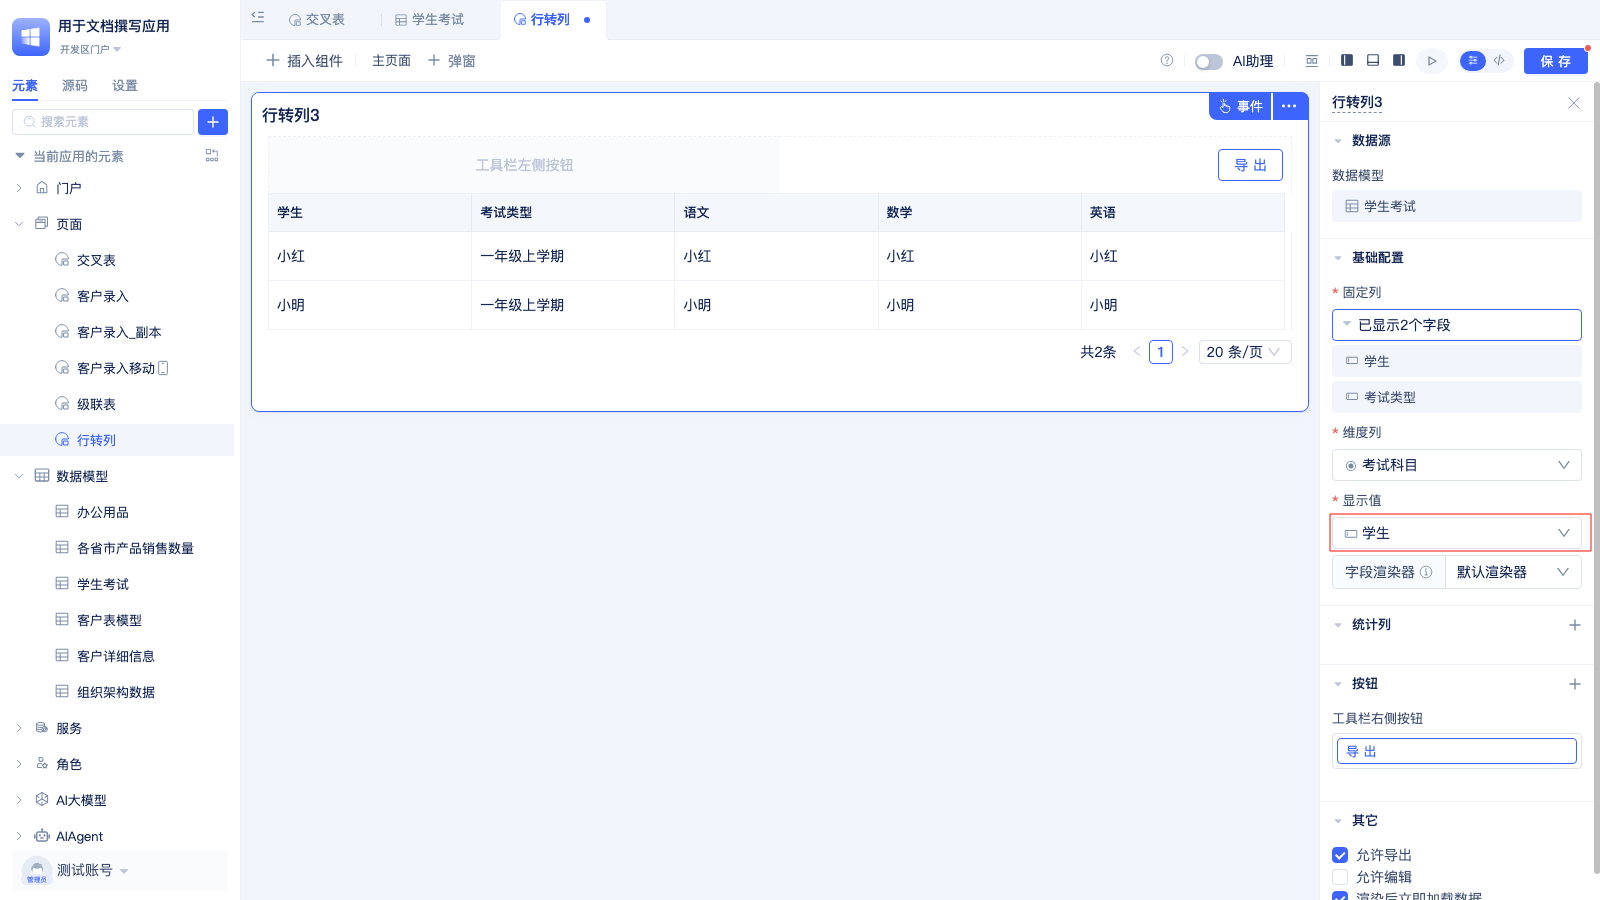 用于文档撰写应用
开发区门户
元素 源码 设置
搜索元素
当前应用的元素
门户
页面
交叉表
客户录入
客户录入_副本
客户录入移动
级联表
行转列
数据模型
办公用品
各省市产品销售数量
学生考试
客户表模型
客户详细信息
组织架构数据
服务
角色
AI大模型
AIAgent
测试账号
管理员
交叉表 学生考试 行转列
插入组件 主页面 弹窗 AI助理 保 存
行转列3
事件
工具栏左侧按钮 导 出
学生 考试类型 语文 数学 英语
小红 一年级上学期 小红 小红 小红
小明 一年级上学期 小明 小明 小明
共2条 1 20 条/页
行转列3
数据源
数据模型
学生考试
基础配置
* 固定列
已显示2个字段
学生
考试类型
* 维度列
考试科目
* 显示值
学生
字段渲染器 默认渲染器
统计列
按钮
工具栏右侧按钮
导 出
其它
允许导出
允许编辑
渲染后立即加载数据